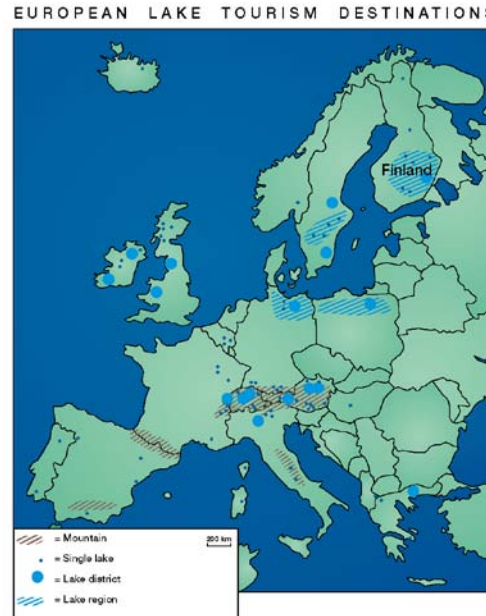 EUROPEAN LAKE TOURISM DESTINATIONS
Finland
= Mountain
200 km
= Single lake
= Lake district
= Lake region